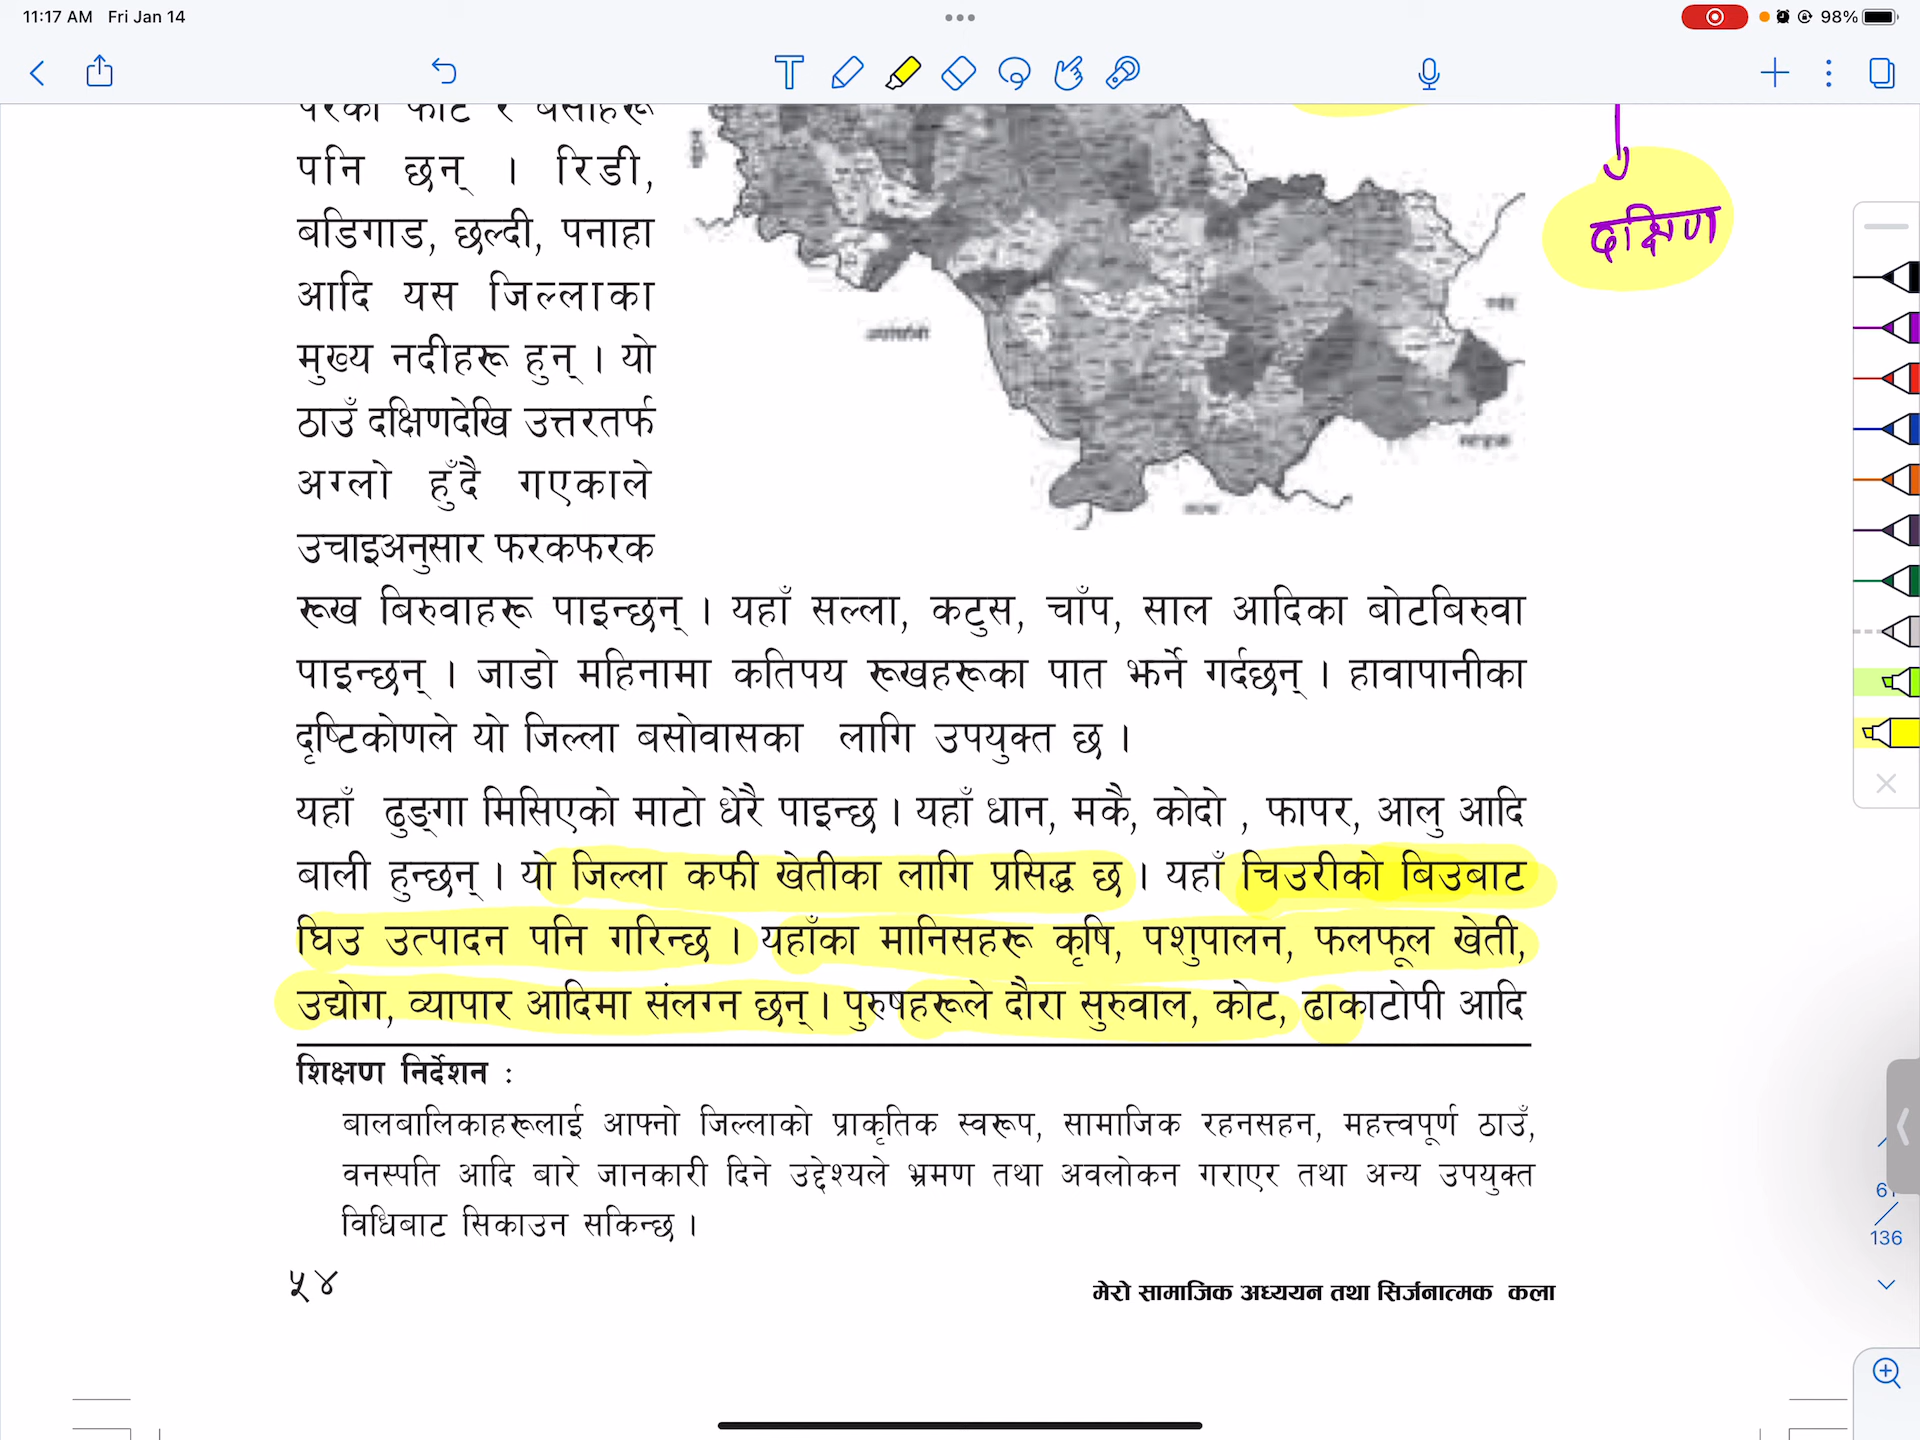 11:17 AM Fri Jan 14
98%
पनि छन् । रिडी,
बडिगाड, छल्दी, पनाहा
आदि यस जिल्लाका
मुख्य नदीहरू हुन् । यो
ठाउँ दक्षिणदेखि उत्तरतर्फ
अग्लो हुँदै गएकाले
उचाइअनुसार फरकफरक
दक्षिण
रूख बिरुवाहरू पाइन्छन् । यहाँ सल्ला, कटुस, चाँप, साल आदिका बोटबिरुवा
पाइन्छन् । जाडो महिनामा कतिपय रूखहरूका पात झर्ने गर्दछन् । हावापानीका
दृष्टिकोणले यो जिल्ला बसोवासका लागि उपयुक्त छ ।
यहाँ ढुङ्गा मिसिएको माटो धेरै पाइन्छ । यहाँ धान, मकै, कोदो , फापर, आलु आदि
बाली हुन्छन् । यो जिल्ला कफी खेतीका लागि प्रसिद्ध छ । यहाँ चिउरीको बिउबाट
घिउ उत्पादन पनि गरिन्छ । यहाँका मानिसहरू कृषि, पशुपालन, फलफूल खेती,
उद्योग, व्यापार आदिमा संलग्न छन् । पुरुषहरूले दौरा सुरुवाल, कोट, ढाकाटोपी आदि
शिक्षण निर्देशन :
बालबालिकाहरूलाई आफ्नो जिल्लाको प्राकृतिक स्वरूप, सामाजिक रहनसहन, महत्त्वपूर्ण ठाउँ,
वनस्पति आदि बारे जानकारी दिने उद्देश्यले भ्रमण तथा अवलोकन गराएर तथा अन्य उपयुक्त
विधिबाट सिकाउन सकिन्छ ।
५४
मेरो सामाजिक अध्ययन तथा सिर्जनात्मक कला
136